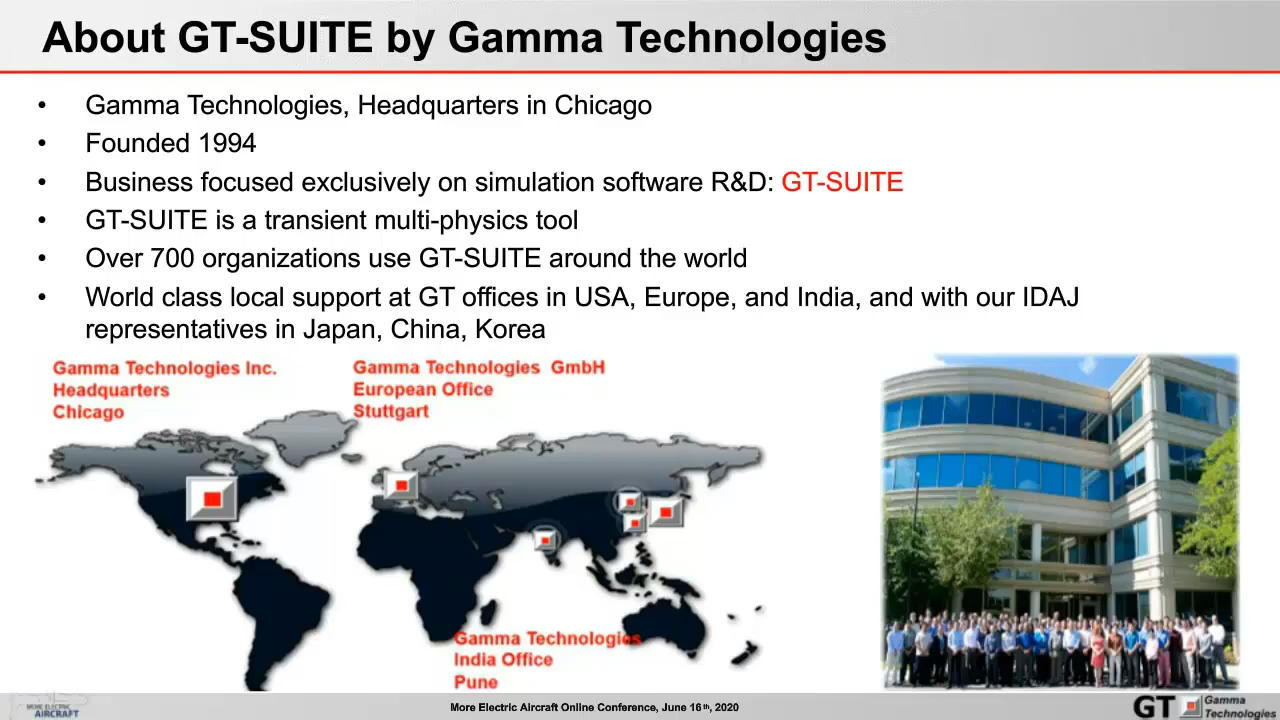 About GT-SUITE by Gamma Technologies
• Gamma Technologies, Headquarters in Chicago
• Founded 1994
• Business focused exclusively on simulation software R&D: GT-SUITE
• GT-SUITE is a transient multi-physics tool
• Over 700 organizations use GT-SUITE around the world
• World class local support at GT offices in USA, Europe, and India, and with our IDAJ
representatives in Japan, China, Korea
Gamma Technologies Inc.
Headquarters
Chicago
Gamma Technologies GmbH
European Office
Stuttgart
Gamma Technologies
India Office
Pune
MORE ELECTRIC
AIRCRAFT
More Electric Aircraft Online Conference, June 16th, 2020
GT Gamma
Technologies